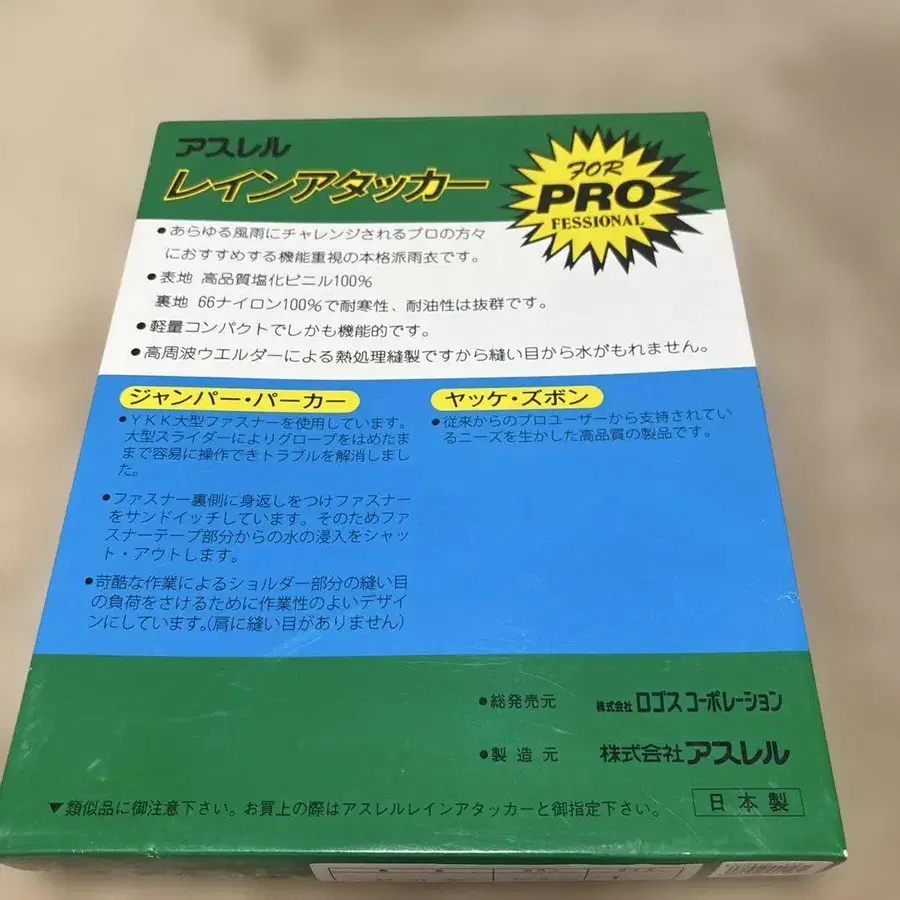 アスレル
レインアタッカー
FOR
PRO
FESSIONAL
●あらゆる風雨にチャレンジされるプロの方々
におすすめする機能重視の本格派雨衣です。
●表地 高品質塩化ビニル100%
裏地 66ナイロン100%で耐寒性、耐油性は抜群です。
●軽量コンパクトでしかも機能的です。
●高周波ウエルダーによる熱処理縫製ですから縫い目から水がもれません。
ジャンパー・パーカー
●YKK大型ファスナーを使用しています。
大型スライダーによりグローブをはめたま
まで容易に操作できトラブルを解消しまし
た。
●ファスナー裏側に身返しをつけファスナー
をサンドイッチしています。そのためファ
スナーテープ部分からの水の浸入をシャッ
ト・アウトします。
●苛酷な作業によるショルダー部分の縫い目
の負荷をさけるために作業性のよいデザイ
ンにしています。(肩に縫い目がありません)
ヤッケ・ズボン
●従来からのプロユーザーから支持されてい
るニーズを生かした高品質の製品です。
●総発売元 株式会社 ロゴス コーポレーション
●製造元 株式会社 アスレル
▼類似品に御注意下さい。お買上の際はアスレルレインアタッカーと御指定下さい。
日本製